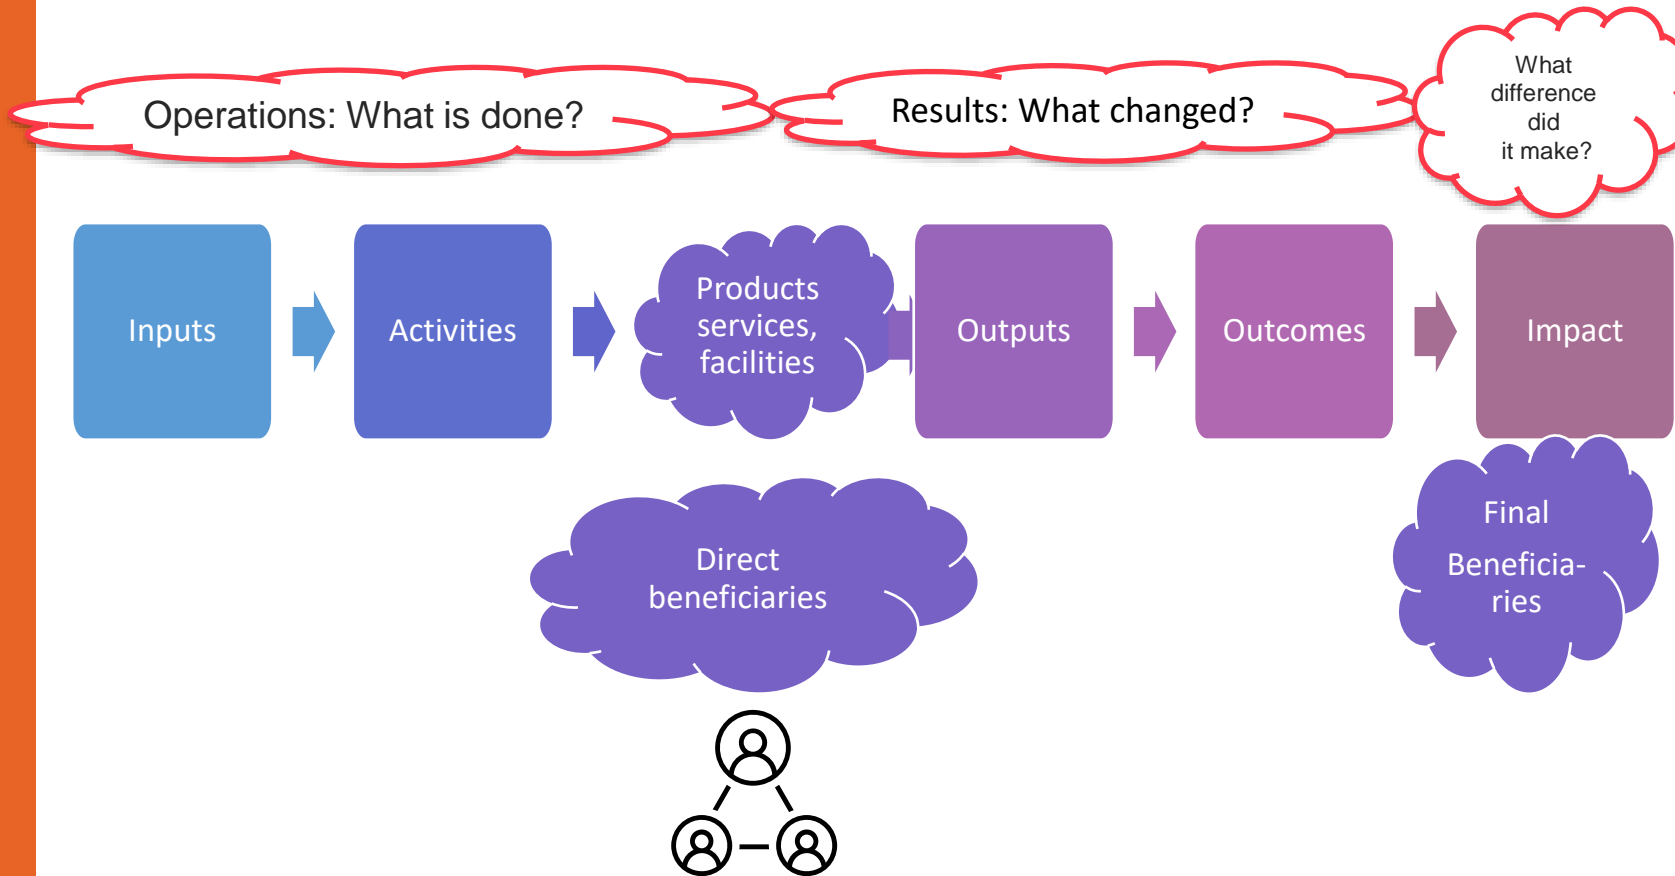 Operations: What is done?
Results: What changed?
What
difference
did
it make?
Inputs
Activities
Products
services,
facilities
Outputs
Outcomes
Impact
Direct
beneficiaries
Final
Beneficia-
ries